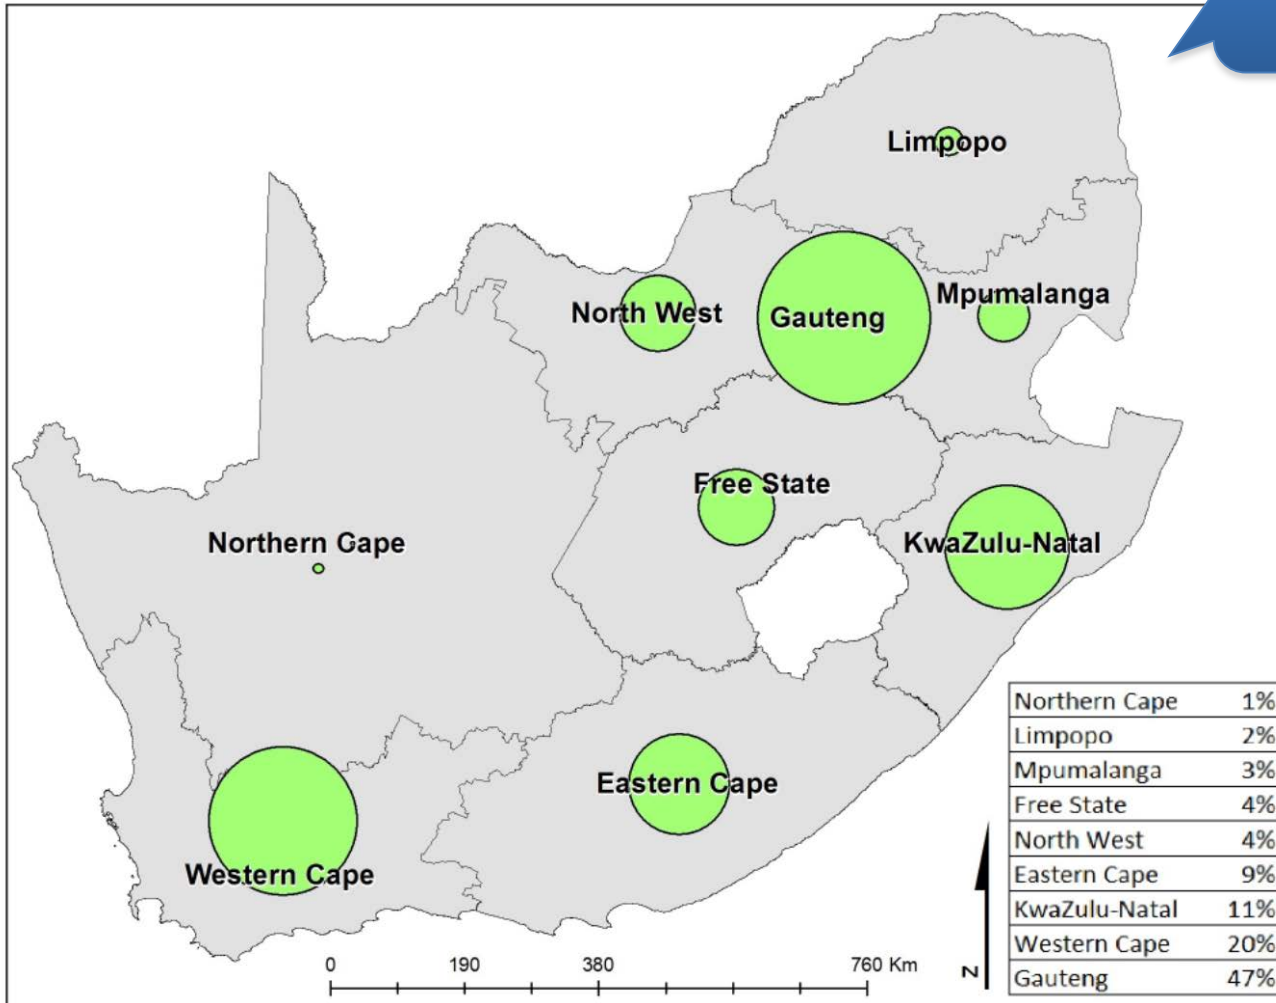 Limpopo
Mpumalanga
North West
Gauteng
Free State
Northern Gape
KwaZulu-Natal
Eastern Cape
Western Cape
0 190 380 760 Km
N
Northern Cape 1%
Limpopo 2%
Mpumalanga 3%
Free State 4%
North West 4%
Eastern Cape 9%
KwaZulu-Natal 11%
Western Cape 20%
Gauteng 47%